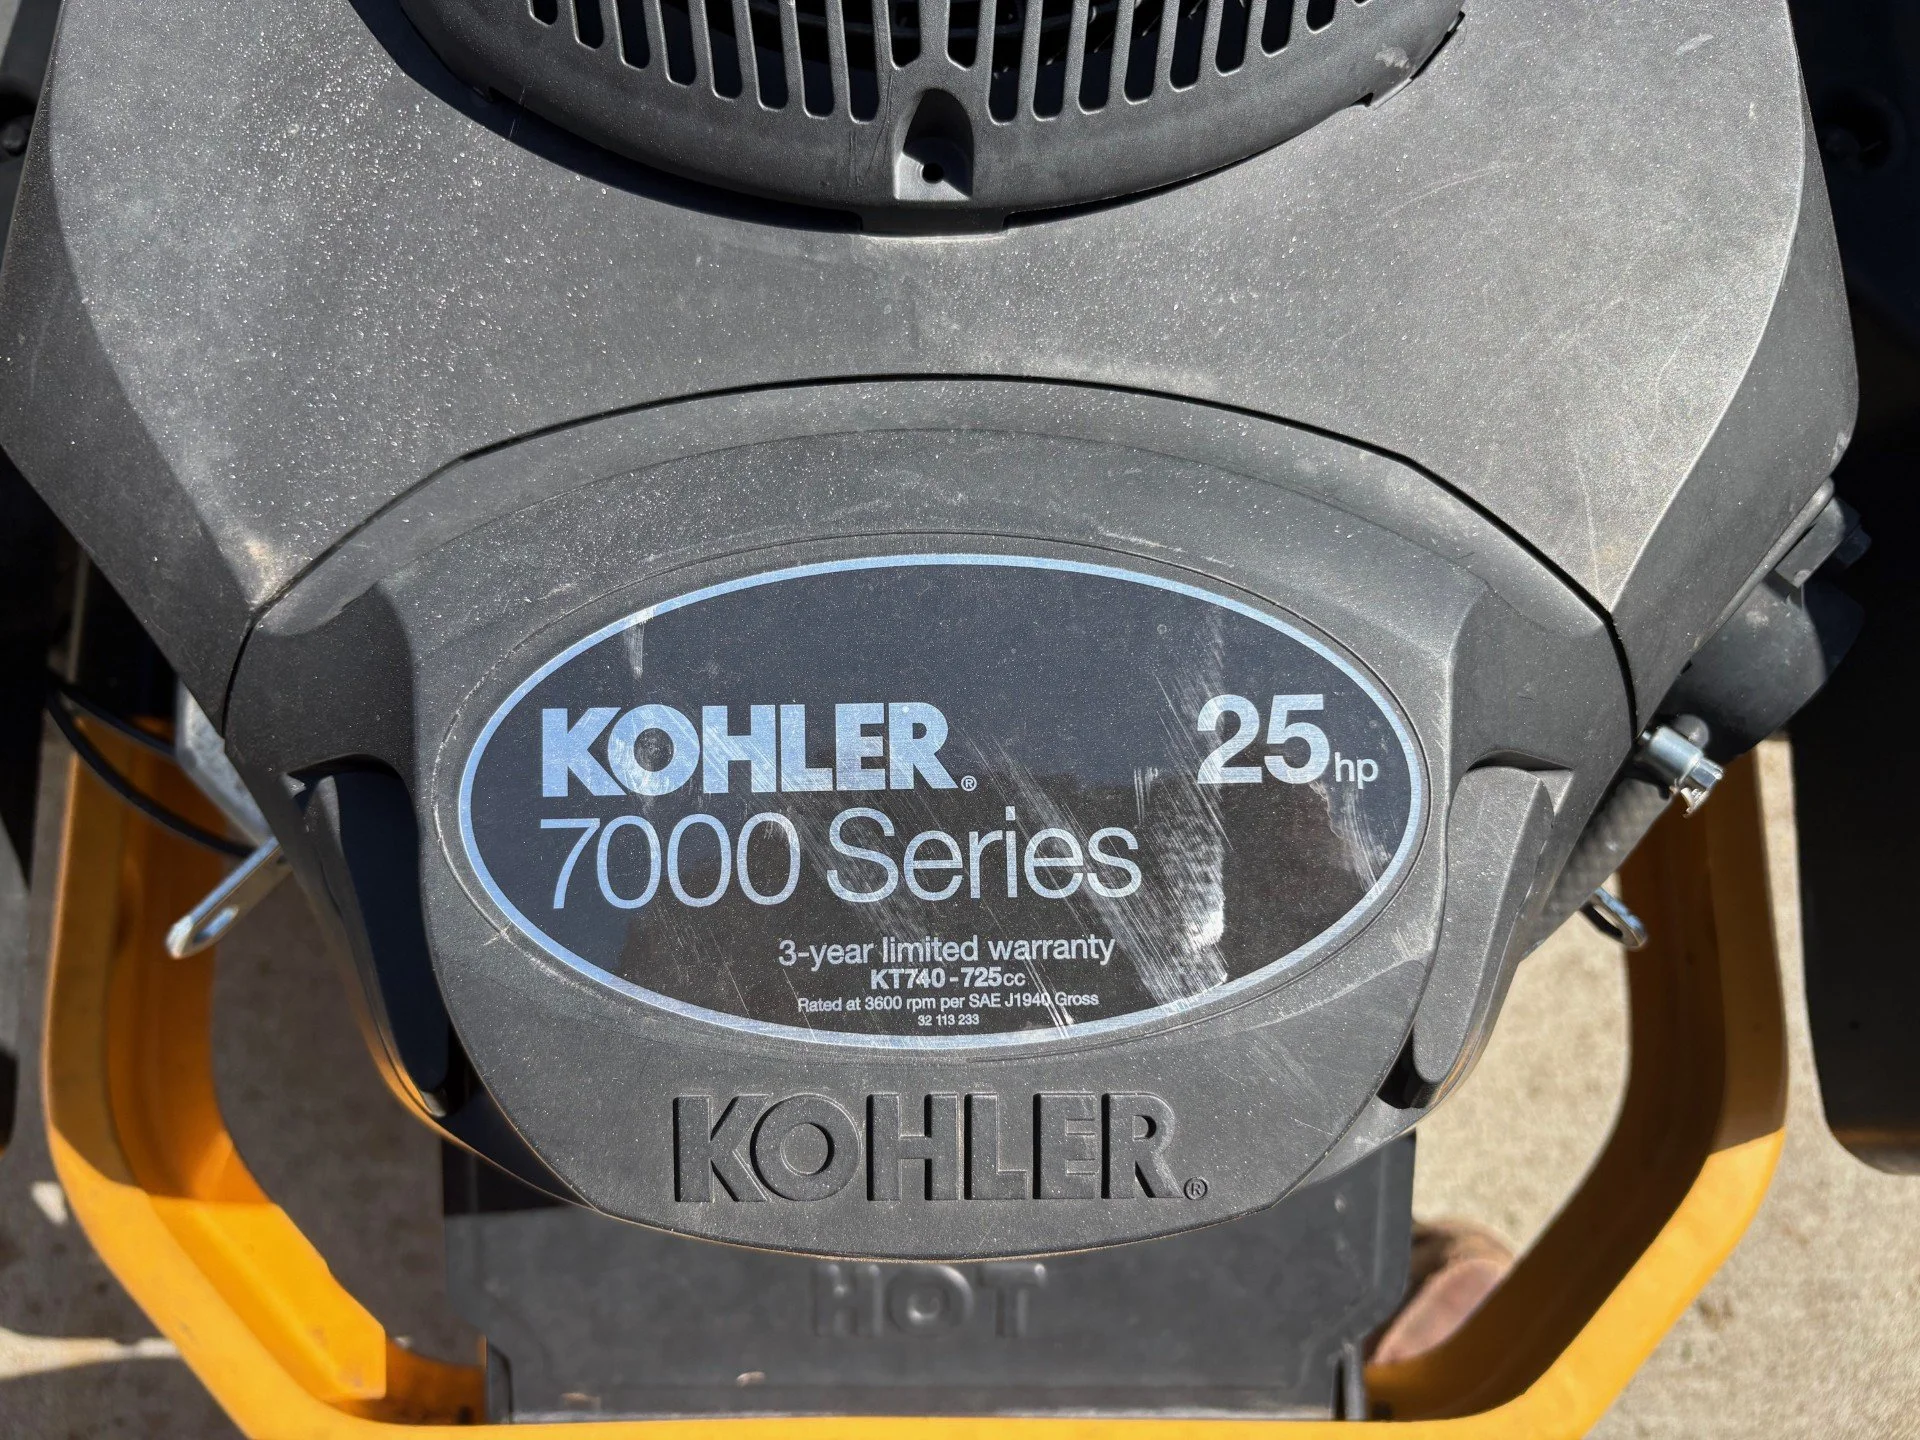 KOHLER® 25hp
7000 Series
3-year limited warranty
KT740-725cc
Rated at 3600 rpm per SAE J1940 Gross
32 113 233
KOHLER®
HOT